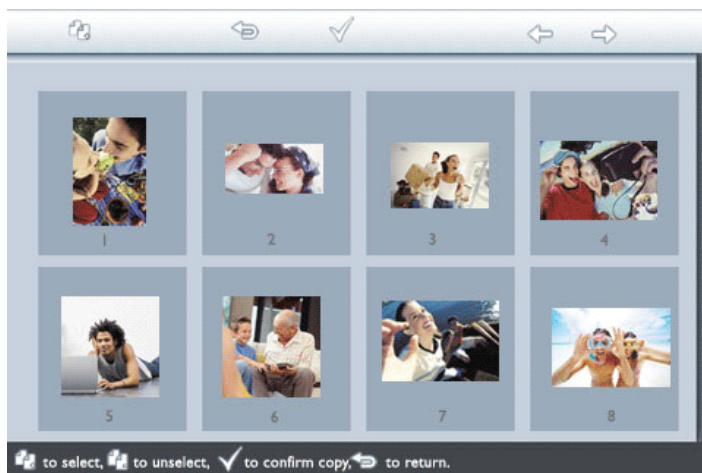 1 2 3 4
5 6 7 8
to select, to unselect, to confirm copy, to return.